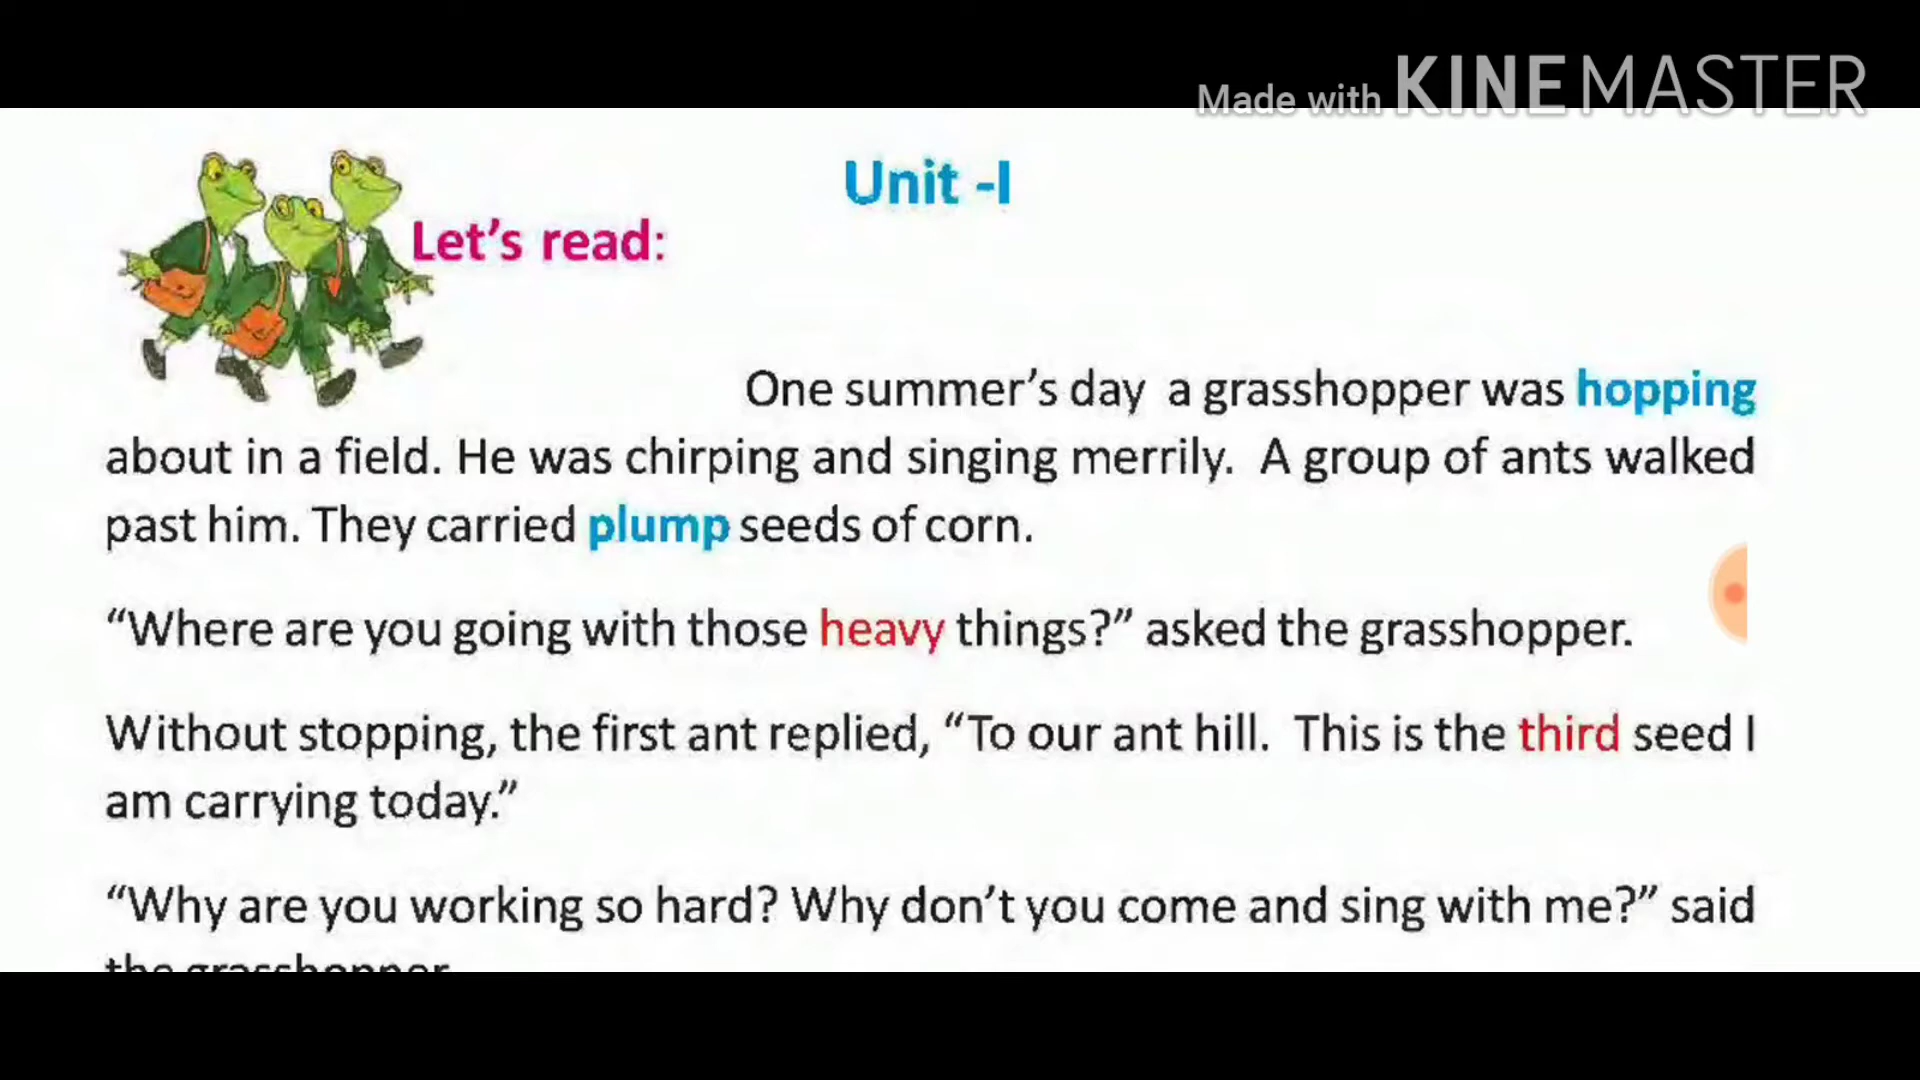 Made with KINEMASTER
Unit -I
Let's read:
One summer's day a grasshopper was hopping
about in a field. He was chirping and singing merrily. A group of ants walked
past him. They carried plump seeds of corn.
“Where are you going with those heavy things?” asked the grasshopper.
Without stopping, the first ant replied, “To our ant hill. This is the third seed I
am carrying today.”
“Why are you working so hard? Why don't you come and sing with me?” said
the grasshopper.